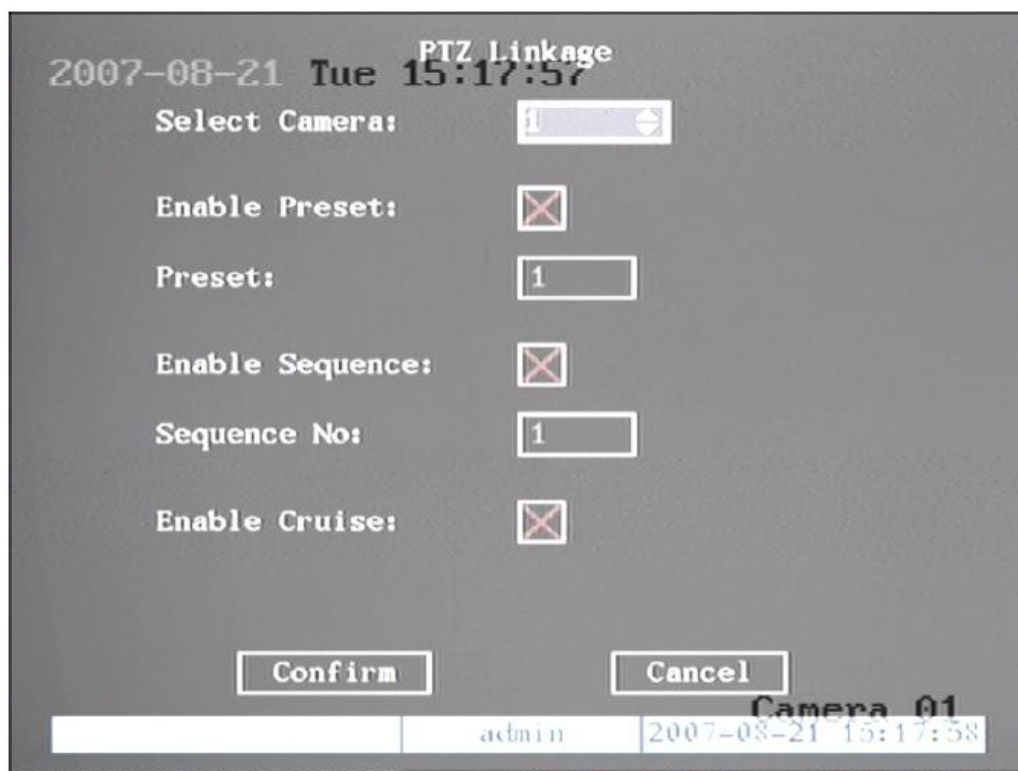 PTZ Linkage
2007-08-21 Tue 15:17:57
Select Camera: 1
Enable Preset:
Preset: 1
Enable Sequence:
Sequence No: 1
Enable Cruise:
Confirm Cancel
Camera 01
admin 2007-08-21 15:17:58